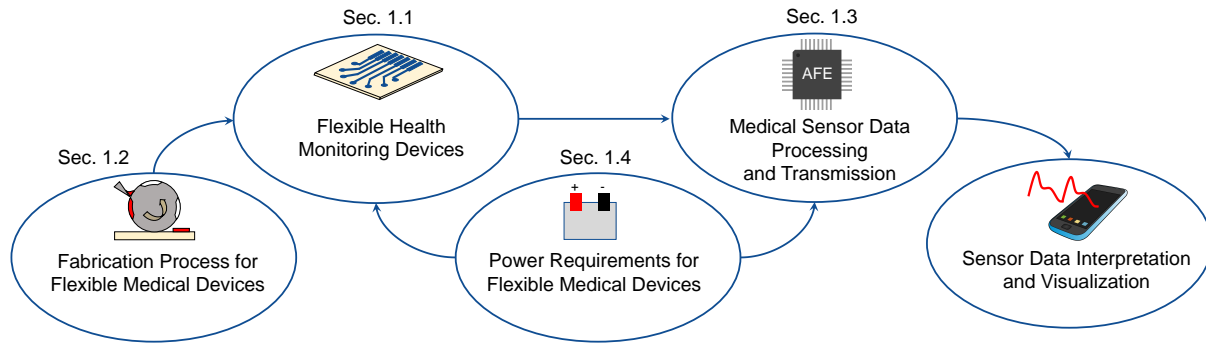 Sec. 1.1
Flexible Health
Monitoring Devices
Sec. 1.2
Fabrication Process for
Flexible Medical Devices
Sec. 1.3
AFE
Medical Sensor Data
Processing
and Transmission
Sec. 1.4
+ -
Power Requirements for
Flexible Medical Devices
Sensor Data Interpretation
and Visualization